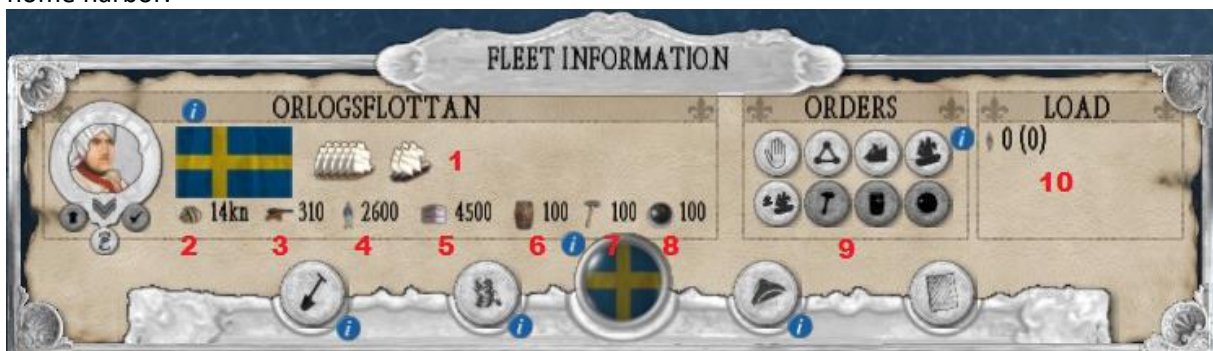 home harbor.
FLEET INFORMATION
ORLOGSFLOTTAN ORDERS LOAD
1
0 (0)
10
14kn 310 2600 4500 100 100 100
2 3 4 5 6 7 8 9